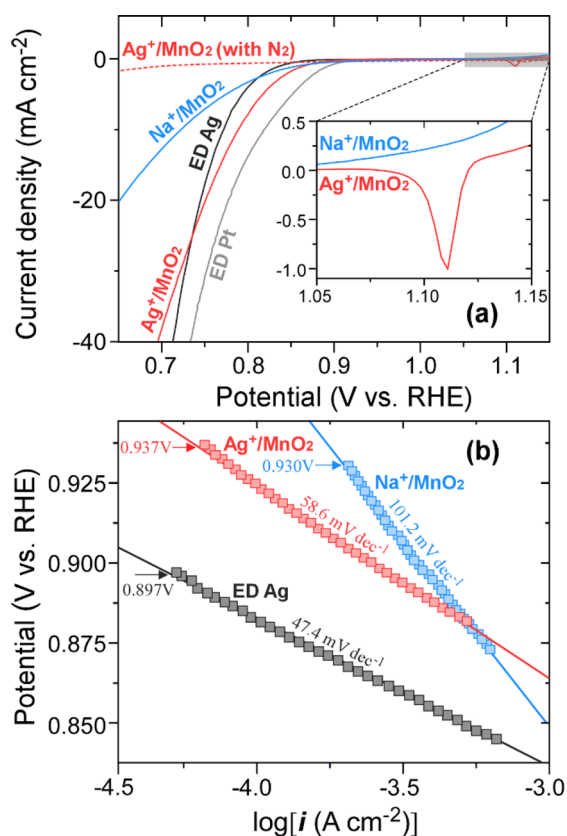 Ag⁺/MnO₂ (with N₂)
Na⁺/MnO₂
ED Ag
Ag⁺/MnO₂
ED Pt
0
-20
-40
Current density (mA cm⁻²)
0.5
0.0
-0.5
-1.0
Na⁺/MnO₂
Ag⁺/MnO₂
1.05
1.10
1.15
(a)
0.7
0.8
0.9
1.0
1.1
Potential (V vs. RHE)
0.937V
Ag⁺/MnO₂
0.930V
(b)
Na⁺/MnO₂
58.6 mV dec⁻¹
101.2 mV dec⁻¹
0.897V
ED Ag
47.4 mV dec⁻¹
0.925
0.900
0.875
0.850
Potential (V vs. RHE)
-4.5
-4.0
-3.5
-3.0
log[i (A cm⁻²)]